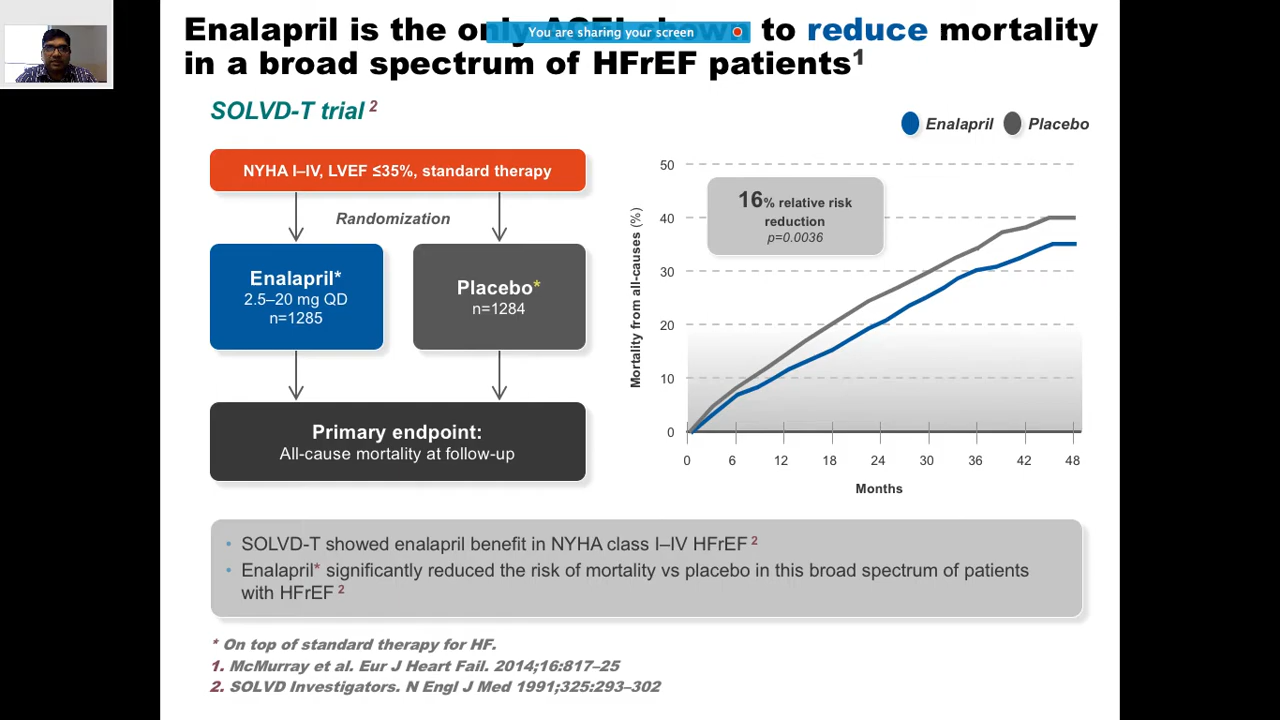 Enalapril is the only ACEI shown to reduce mortality
You are sharing your screen
in a broad spectrum of HFrEF patients1
SOLVD-T trial 2
Enalapril
Placebo
NYHA I–IV, LVEF ≤35%, standard therapy
Randomization
Enalapril*
2.5–20 mg QD
n=1285
Placebo*
n=1284
Primary endpoint:
All-cause mortality at follow-up
Mortality from all-causes (%)
50
40
30
20
10
0
16% relative risk
reduction
p=0.0036
0 6 12 18 24 30 36 42 48
Months
• SOLVD-T showed enalapril benefit in NYHA class I–IV HFrEF 2
• Enalapril* significantly reduced the risk of mortality vs placebo in this broad spectrum of patients
with HFrEF 2
* On top of standard therapy for HF.
1. McMurray et al. Eur J Heart Fail. 2014;16:817–25
2. SOLVD Investigators. N Engl J Med 1991;325:293–302